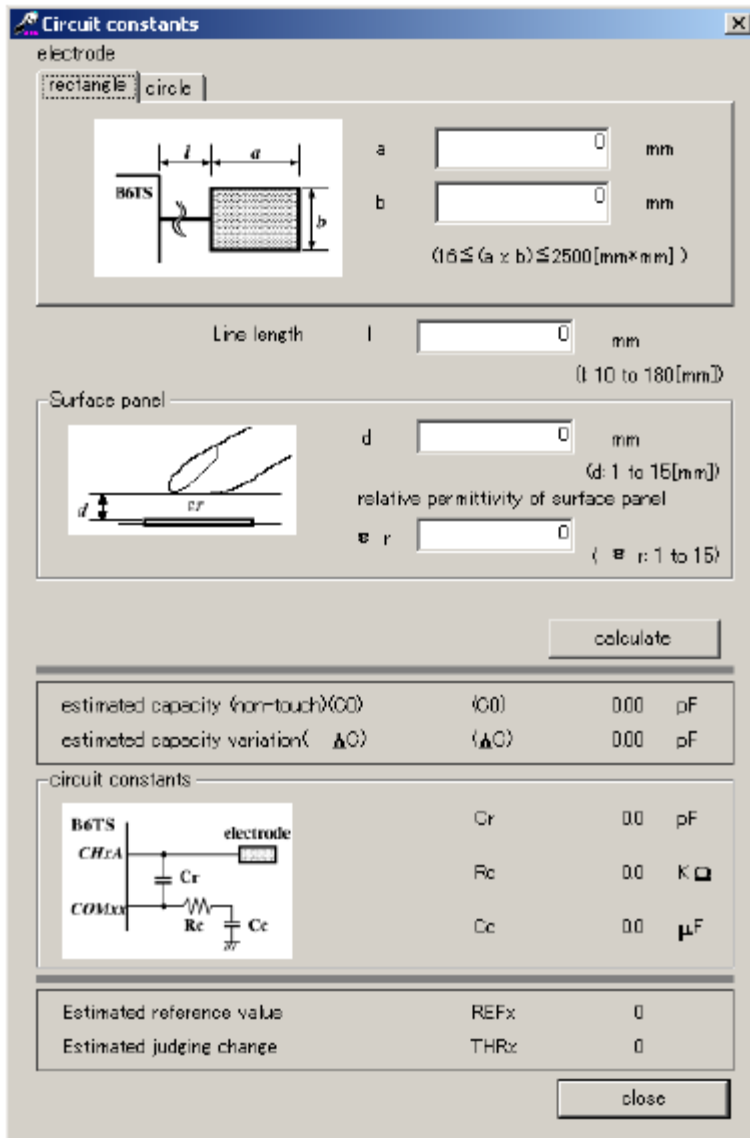 Circuit constants
electrode
rectangle circle
l a
B6TS
b
a 0 mm
b 0 mm
(16≦(a x b)≦2500[mm*mm] )
Line length l 0 mm
(l: 10 to 180[mm])
Surface panel
d εr
d 0 mm
(d: 1 to 15[mm])
relative permittivity of surface panel
ε r 0
( ε r: 1 to 15)
calculate
estimated capacity (non-touch)(C0) (C0) 0.00 pF
estimated capacity variation( ΔC) (ΔC) 0.00 pF
circuit constants
B6TS
electrode
CHxA
Cr
COMxx
Rc Cc
Cr 0.0 pF
Rc 0.0 KΩ
Cc 0.0 μF
Estimated reference value REFx 0
Estimated judging change THRx 0
close